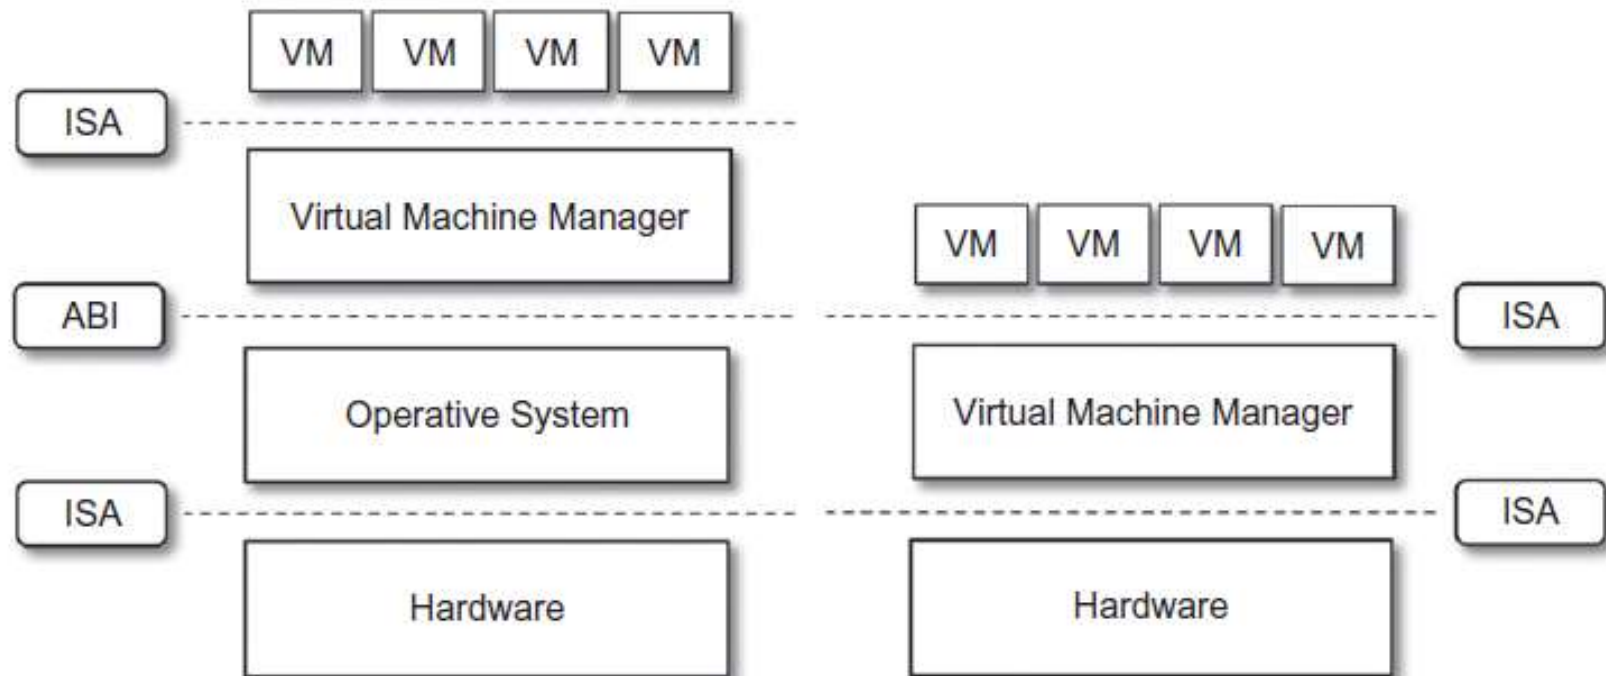 VM VM VM VM
ISA
Virtual Machine Manager
VM VM VM VM
ABI
ISA
Operative System
Virtual Machine Manager
ISA
ISA
Hardware
Hardware